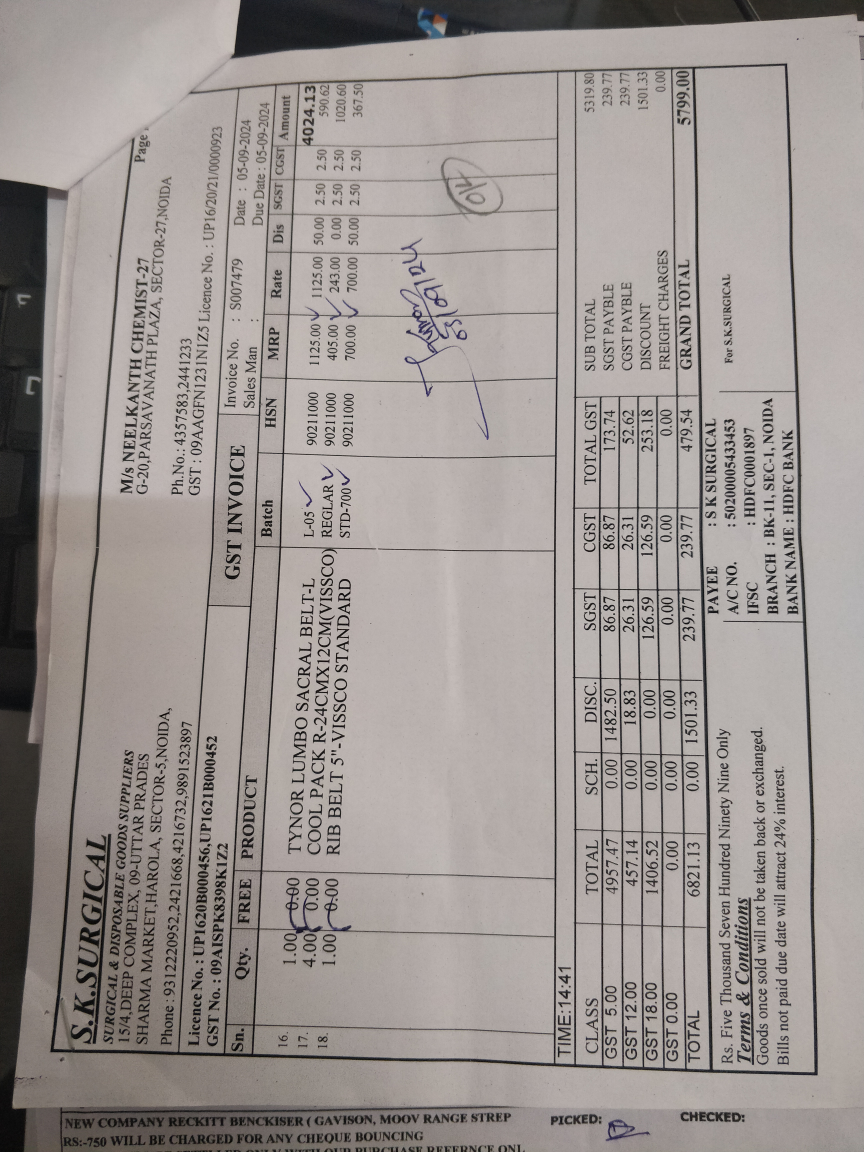 S.K.SURGICAL
SURGICAL & DISPOSABLE GOODS SUPPLIERS
15/4,DEEP COMPLEX, 09-UTTAR PRADES
SHARMA MARKET,HAROLA, SECTOR-5,NOIDA,
Phone : 9312220952,2421668,4216732,9891523897
Licence No. : UP1620B000456,UP1621B000452
GST No. : 09AISPK8398K1Z2
M/s NEELKANTH CHEMIST-27 Page
G-20,PARSAVANATH PLAZA, SECTOR-27,NOIDA
Ph.No.: 4357583,2441233
GST : 09AAGFN1231N1Z5 Licence No. : UP16/20/21/0000923
GST INVOICE
Invoice No. : S007479 Date : 05-09-2024
Sales Man : Due Date : 05-09-2024
Sn. Qty. FREE PRODUCT Batch HSN MRP Rate Dis SGST CGST Amount
4024.13
16. 1.00 0.00 TYNOR LUMBO SACRAL BELT-L L-05 90211000 1125.00 1125.00 50.00 2.50 2.50 590.62
17. 4.00 0.00 COOL PACK R-24CMX12CM(VISSCO) REGLAR 90211000 405.00 243.00 0.00 2.50 2.50 1020.60
18. 1.00 0.00 RIB BELT 5"-VISSCO STANDARD STD-700 90211000 700.00 700.00 50.00 2.50 2.50 367.50
TIME:14:41
CLASS TOTAL SCH. DISC. SGST CGST TOTAL GST
GST 5.00 4957.47 0.00 1482.50 86.87 86.87 173.74
GST 12.00 457.14 0.00 18.83 26.31 26.31 52.62
GST 18.00 1406.52 0.00 0.00 126.59 126.59 253.18
GST 0.00 0.00 0.00 0.00 0.00 0.00 0.00
TOTAL 6821.13 0.00 1501.33 239.77 239.77 479.54
SUB TOTAL 5319.80
SGST PAYBLE 239.77
CGST PAYBLE 239.77
DISCOUNT 1501.33
FREIGHT CHARGES 0.00
GRAND TOTAL 5799.00
Rs. Five Thousand Seven Hundred Ninety Nine Only
Terms & Conditions
Goods once sold will not be taken back or exchanged.
Bills not paid due date will attract 24% interest.
PAYEE : S K SURGICAL
A/C NO. : 50200005433453
IFSC : HDFC0001897
BRANCH : BK-11, SEC-1, NOIDA
BANK NAME : HDFC BANK
For S.K.SURGICAL
NEW COMPANY RECKITT BENCKISER ( GAVISON, MOOV RANGE STREP
RS:-750 WILL BE CHARGED FOR ANY CHEQUE BOUNCING
PICKED: CHECKED: